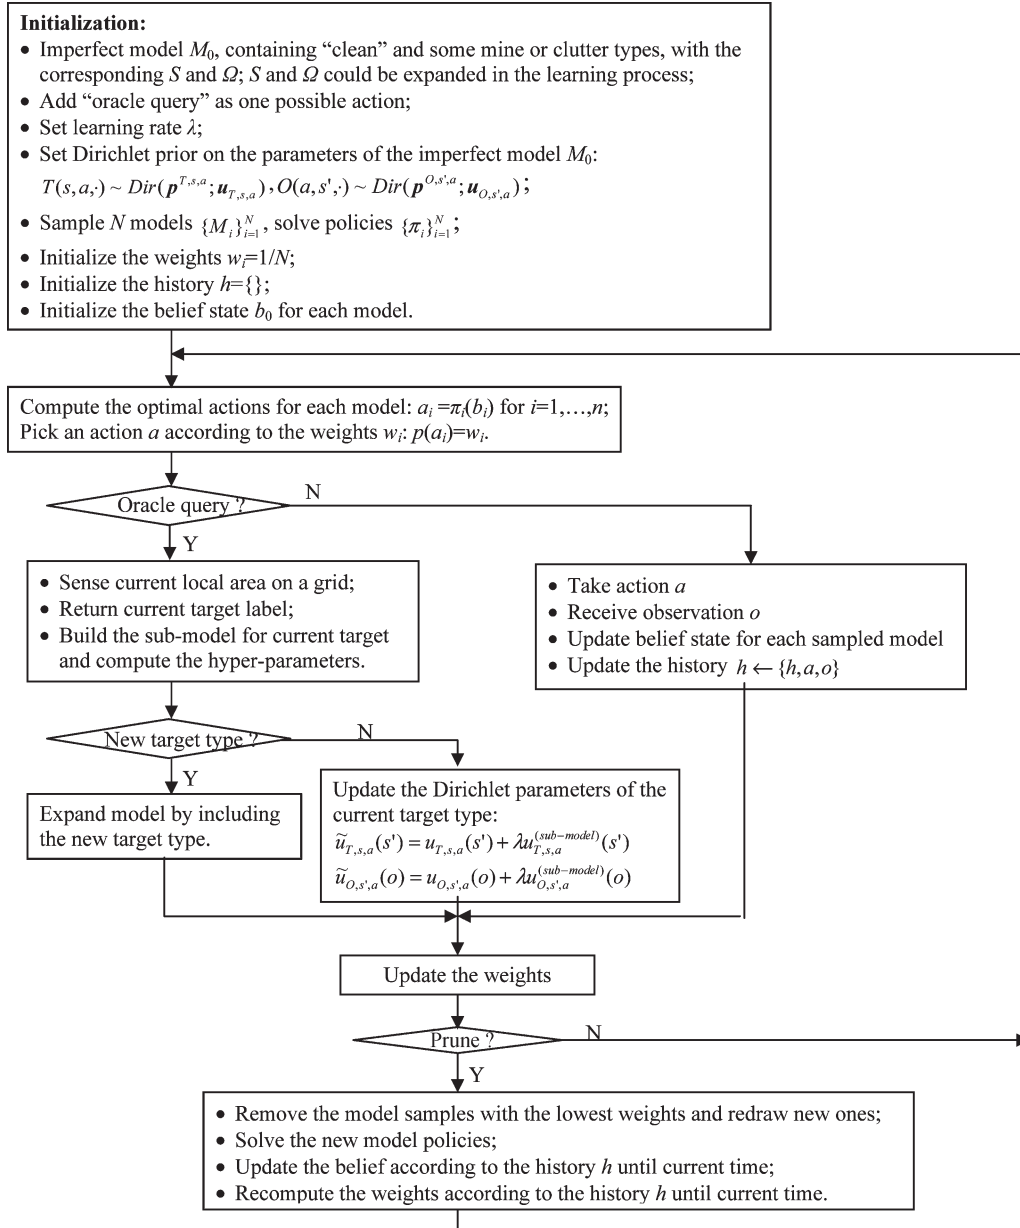 Initialization:
• Imperfect model M₀, containing “clean” and some mine or clutter types, with the
corresponding S and Ω; S and Ω could be expanded in the learning process;
• Add “oracle query” as one possible action;
• Set learning rate λ;
• Set Dirichlet prior on the parameters of the imperfect model M₀:
T(s,a,·) ~ Dir(p^{T,s,a};u_{T,s,a}), O(a,s',·) ~ Dir(p^{O,s',a};u_{O,s',a});
• Sample N models {M_i}_{i=1}^N, solve policies {π_i}_{i=1}^N;
• Initialize the weights w_i=1/N;
• Initialize the history h={};
• Initialize the belief state b₀ for each model.
Compute the optimal actions for each model: a_i =π_i(b_i) for i=1,…,n;
Pick an action a according to the weights w_i: p(a_i)=w_i.
Oracle query ?
N
Y
• Sense current local area on a grid;
• Return current target label;
• Build the sub-model for current target
and compute the hyper-parameters.
• Take action a
• Receive observation o
• Update belief state for each sampled model
• Update the history h ← {h,a,o}
New target type ?
N
Y
Expand model by including
the new target type.
Update the Dirichlet parameters of the
current target type:
ũ_{T,s,a}(s') = u_{T,s,a}(s') + λu_{T,s,a}^{(sub-model)}(s')
ũ_{O,s',a}(o) = u_{O,s',a}(o) + λu_{O,s',a}^{(sub-model)}(o)
Update the weights
Prune ?
N
Y
• Remove the model samples with the lowest weights and redraw new ones;
• Solve the new model policies;
• Update the belief according to the history h until current time;
• Recompute the weights according to the history h until current time.